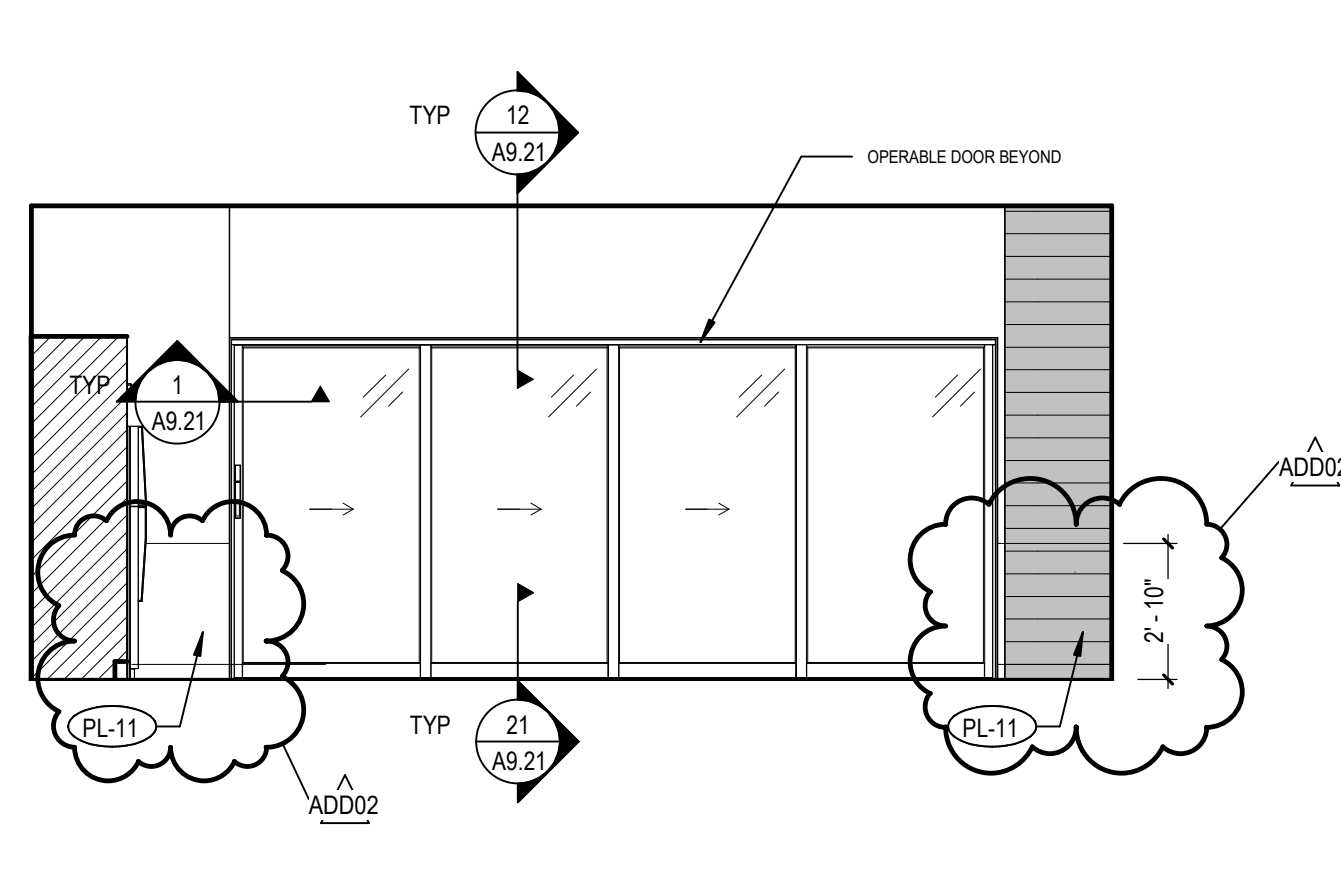 TYP
12
A9.21
OPERABLE DOOR BEYOND
TYP
1
A9.21
ADD02
2' - 10"
PL-11
PL-11
TYP
21
A9.21
ADD02